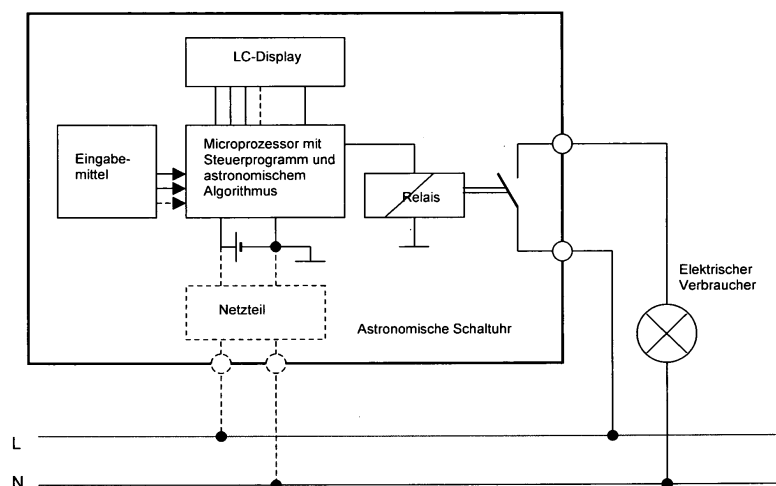 LC-Display
Microprozessor mit
Steuerprogramm und
astronomischem
Algorithmus
Eingabe-
mittel
Relais
Elektrischer
Verbraucher
Netzteil
Astronomische Schaltuhr
L
N